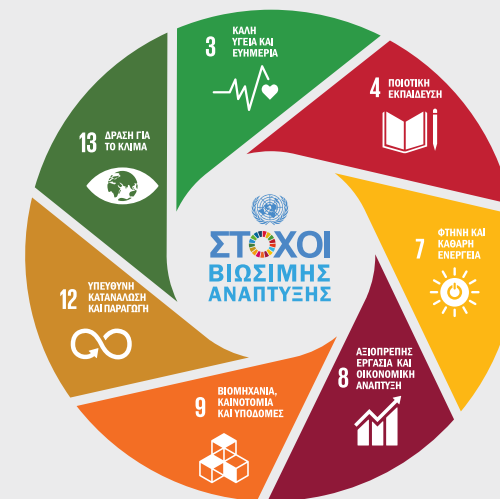 3 ΚΑΛΗ
ΥΓΕΙΑ ΚΑΙ
ΕΥΗΜΕΡΙΑ
4 ΠΟΙΟΤΙΚΗ
ΕΚΠΑΙΔΕΥΣΗ
7 ΦΤΗΝΗ ΚΑΙ
ΚΑΘΑΡΗ
ΕΝΕΡΓΕΙΑ
8 ΑΞΙΟΠΡΕΠΗΣ
ΕΡΓΑΣΙΑ ΚΑΙ
ΟΙΚΟΝΟΜΙΚΗ
ΑΝΑΠΤΥΞΗ
9 ΒΙΟΜΗΧΑΝΙΑ,
ΚΑΙΝΟΤΟΜΙΑ
ΚΑΙ ΥΠΟΔΟΜΕΣ
12 ΥΠΕΥΘΥΝΗ
ΚΑΤΑΝΑΛΩΣΗ
ΚΑΙ ΠΑΡΑΓΩΓΗ
13 ΔΡΑΣΗ ΓΙΑ
ΤΟ ΚΛΙΜΑ
ΣΤΟΧΟΙ
ΒΙΩΣΙΜΗΣ
ΑΝΑΠΤΥΞΗΣ